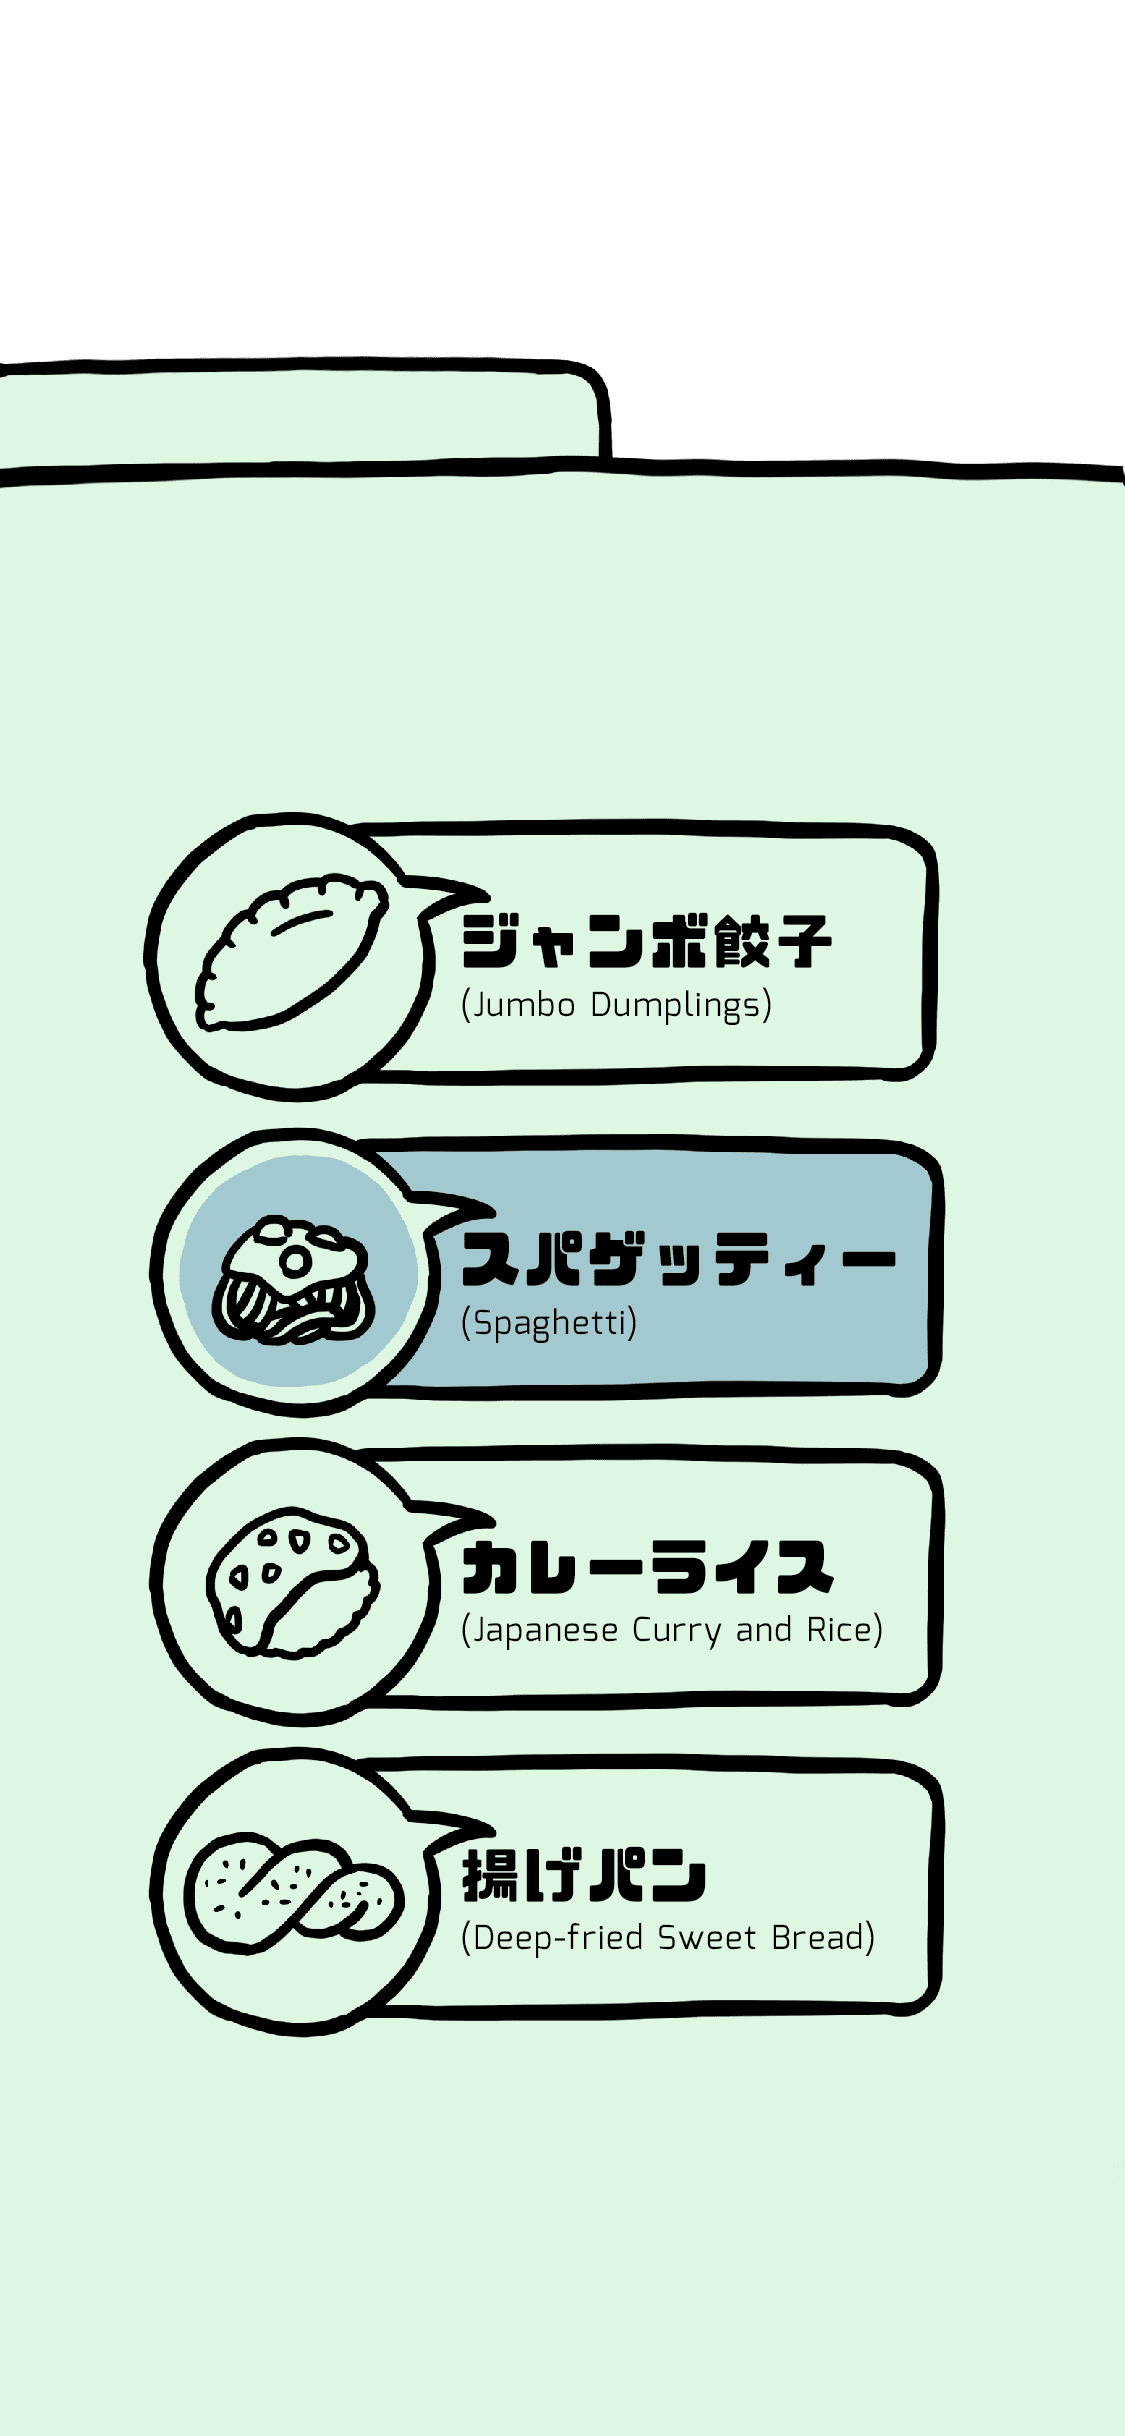 ジャンボ餃子
(Jumbo Dumplings)
スパゲッティー
(Spaghetti)
カレーライス
(Japanese Curry and Rice)
揚げパン
(Deep-fried Sweet Bread)